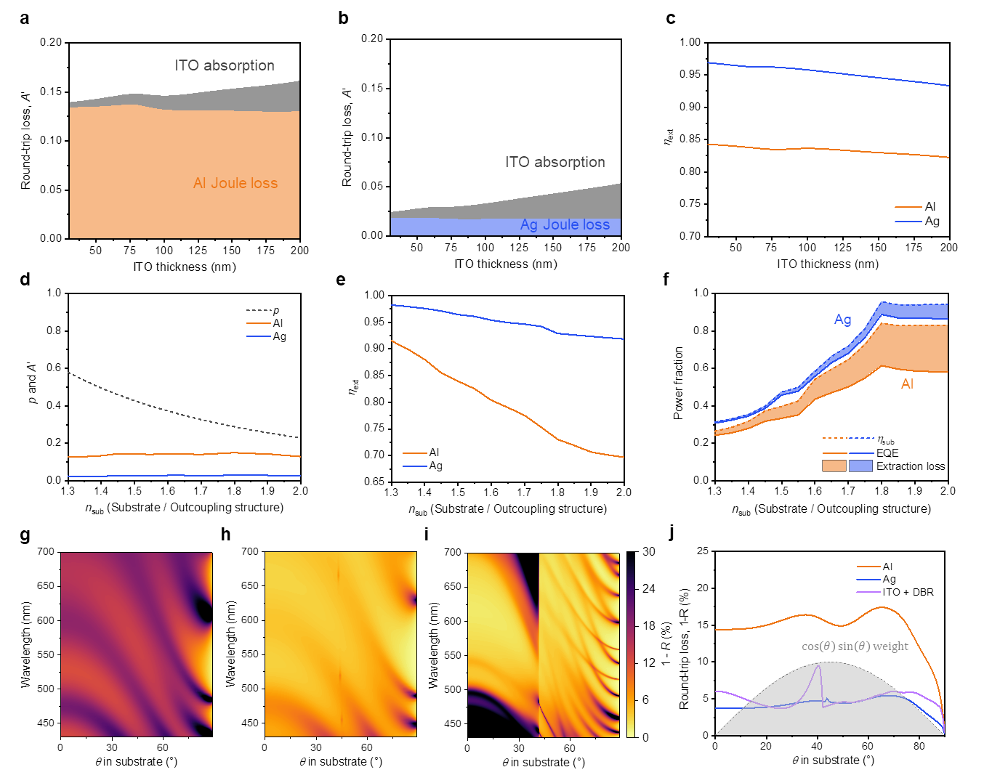 a
0.20
0.15
0.10
0.05
0.00
Round-trip loss, A'
ITO absorption
Al Joule loss
50 75 100 125 150 175 200
ITO thickness (nm)
b
0.20
0.15
0.10
0.05
0.00
Round-trip loss, A'
ITO absorption
Ag Joule loss
50 75 100 125 150 175 200
ITO thickness (nm)
c
1.00
0.95
0.90
0.85
0.80
0.75
0.70
ηext
Al
Ag
50 75 100 125 150 175 200
ITO thickness (nm)
d
1.0
0.8
0.6
0.4
0.2
0.0
p and A'
p
Al
Ag
1.3 1.4 1.5 1.6 1.7 1.8 1.9 2.0
nsub (Substrate / Outcoupling structure)
e
1.00
0.95
0.90
0.85
0.80
0.75
0.70
0.65
ηext
Al
Ag
1.3 1.4 1.5 1.6 1.7 1.8 1.9 2.0
nsub (Substrate / Outcoupling structure)
f
1.0
0.8
0.6
0.4
0.2
0.0
Power fraction
Ag
Al
ηsub
EQE
Extraction loss
1.3 1.4 1.5 1.6 1.7 1.8 1.9 2.0
nsub (Substrate / Outcoupling structure)
g
700
650
600
550
500
450
Wavelength (nm)
0 30 60
θ in substrate (°)
h
700
650
600
550
500
450
Wavelength (nm)
0 30 60
θ in substrate (°)
i
700
650
600
550
500
450
Wavelength (nm)
0 30 60
θ in substrate (°)
30
24
18
12
6
0
1 - R (%)
j
25
20
15
10
5
0
Round-trip loss, 1-R (%)
Al
Ag
ITO + DBR
cos(θ) sin(θ) weight
0 20 40 60 80
θ in substrate (°)